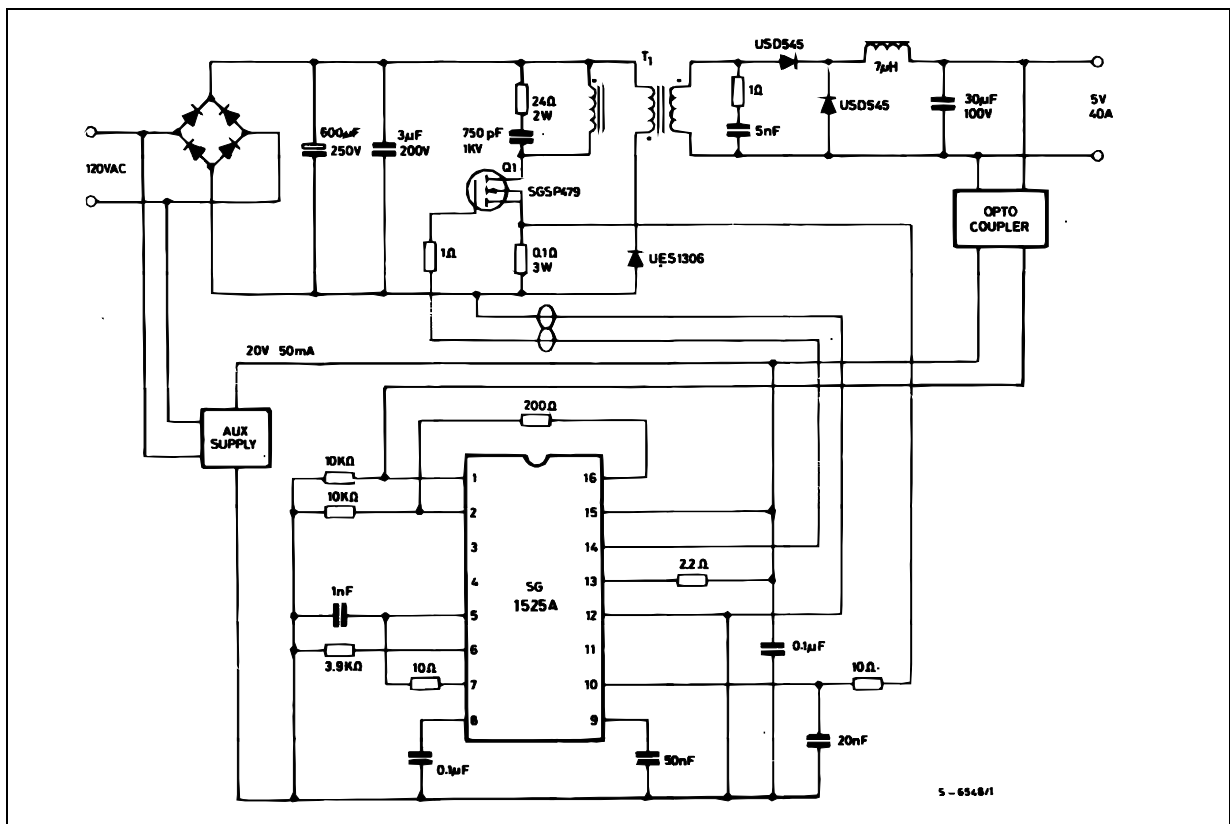 USD545
T1
24Ω
2W
1Ω
7μH
600μF
250V
3μF
200V
750pF
1KV
5nF
USD545
30μF
100V
5V
40A
120VAC
Q1
SGSP479
1Ω
0.1Ω
3W
UES1306
OPTO
COUPLER
20V 50mA
200Ω
AUX
SUPPLY
10KΩ
1
16
10KΩ
2
15
3
14
2.2Ω
4
13
SG
1525A
1nF
5
12
6
11
0.1μF
3.9KΩ
10Ω
7
10
10Ω.
8
9
20nF
0.1μF
50nF
S-6548/1